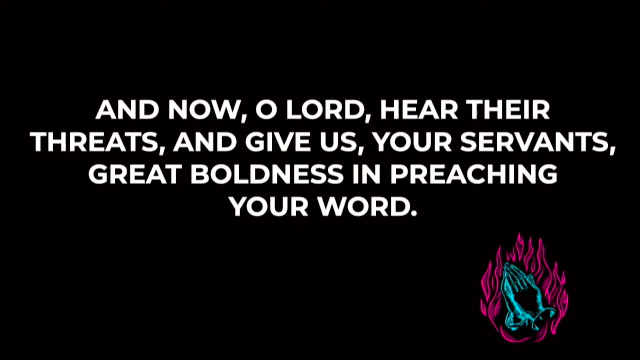 AND NOW, O LORD, HEAR THEIR
THREATS, AND GIVE US, YOUR SERVANTS,
GREAT BOLDNESS IN PREACHING
YOUR WORD.